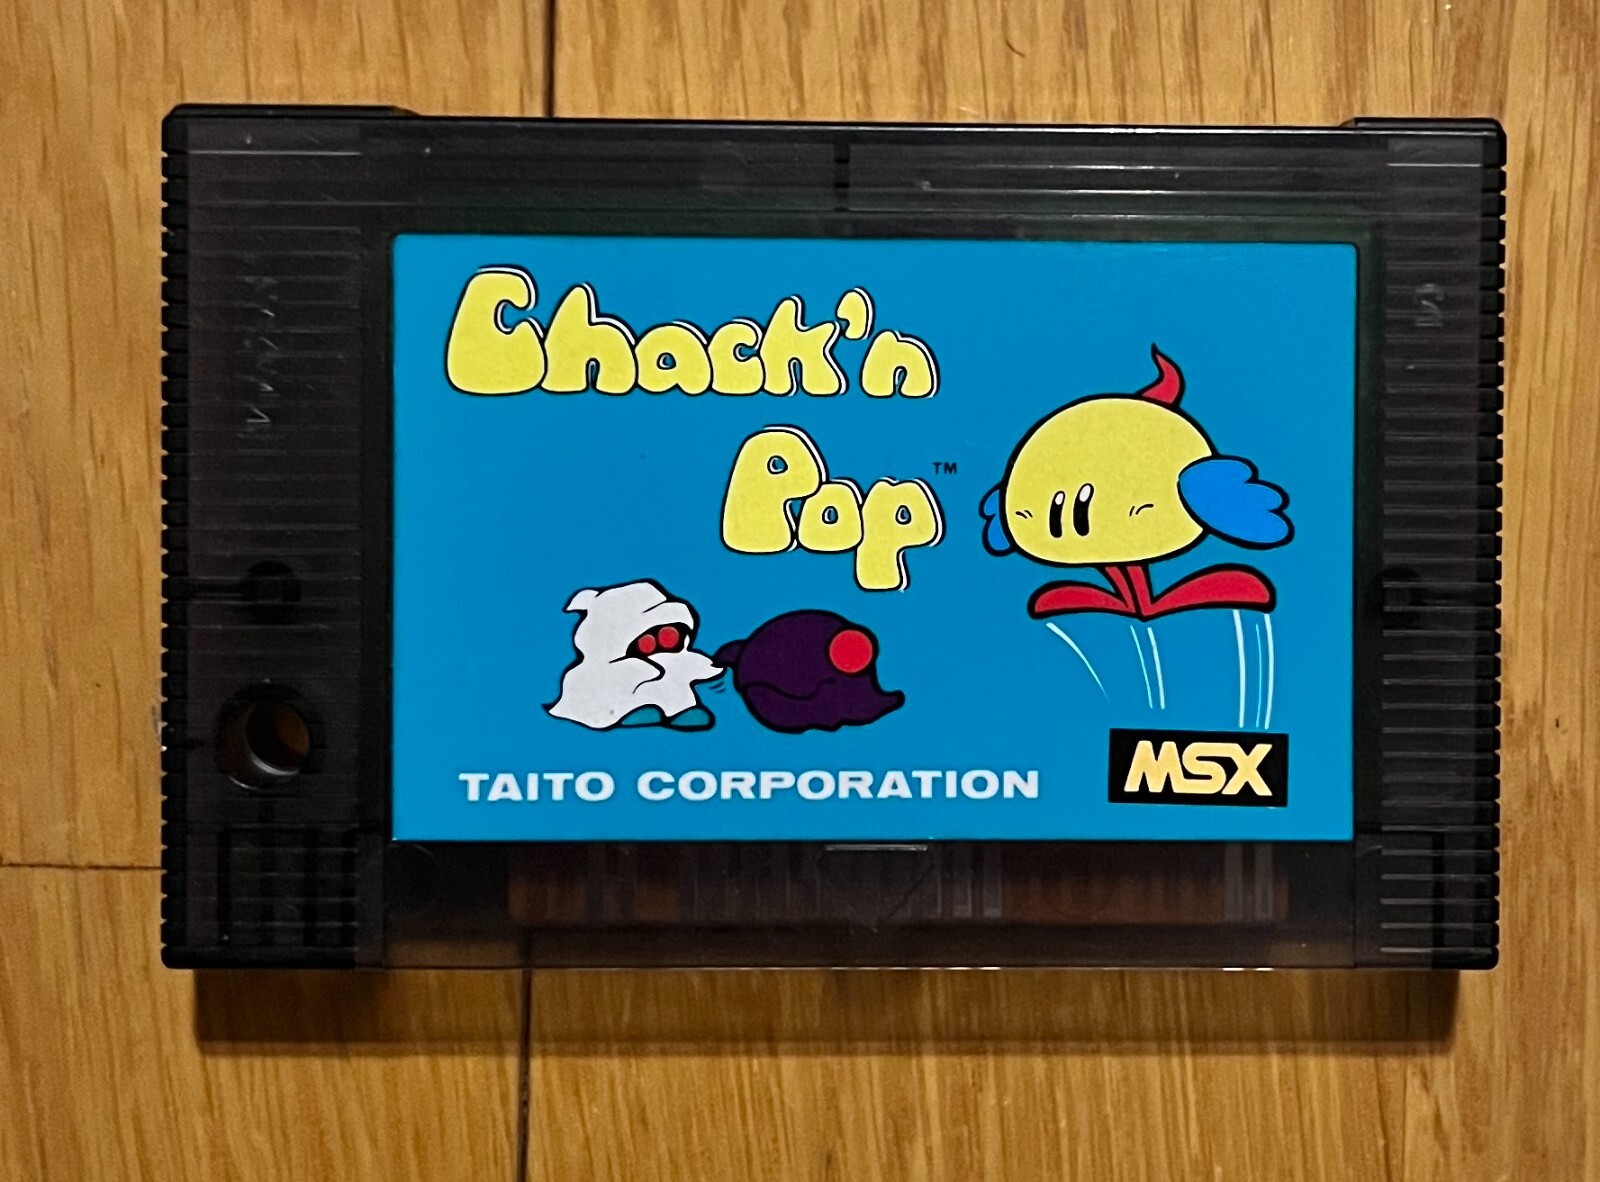 Chack'n
Pop™
TAITO CORPORATION
MSX